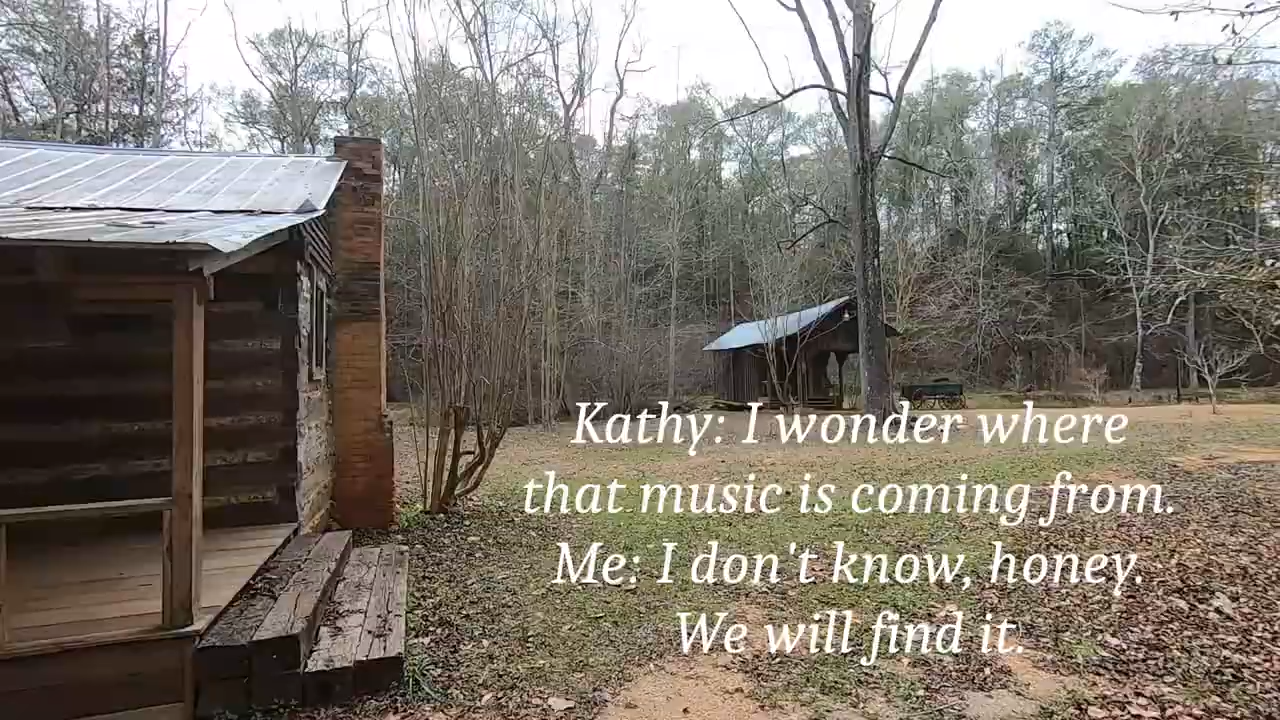 Kathy: I wonder where
that music is coming from.
Me: I don't know, honey.
We will find it.